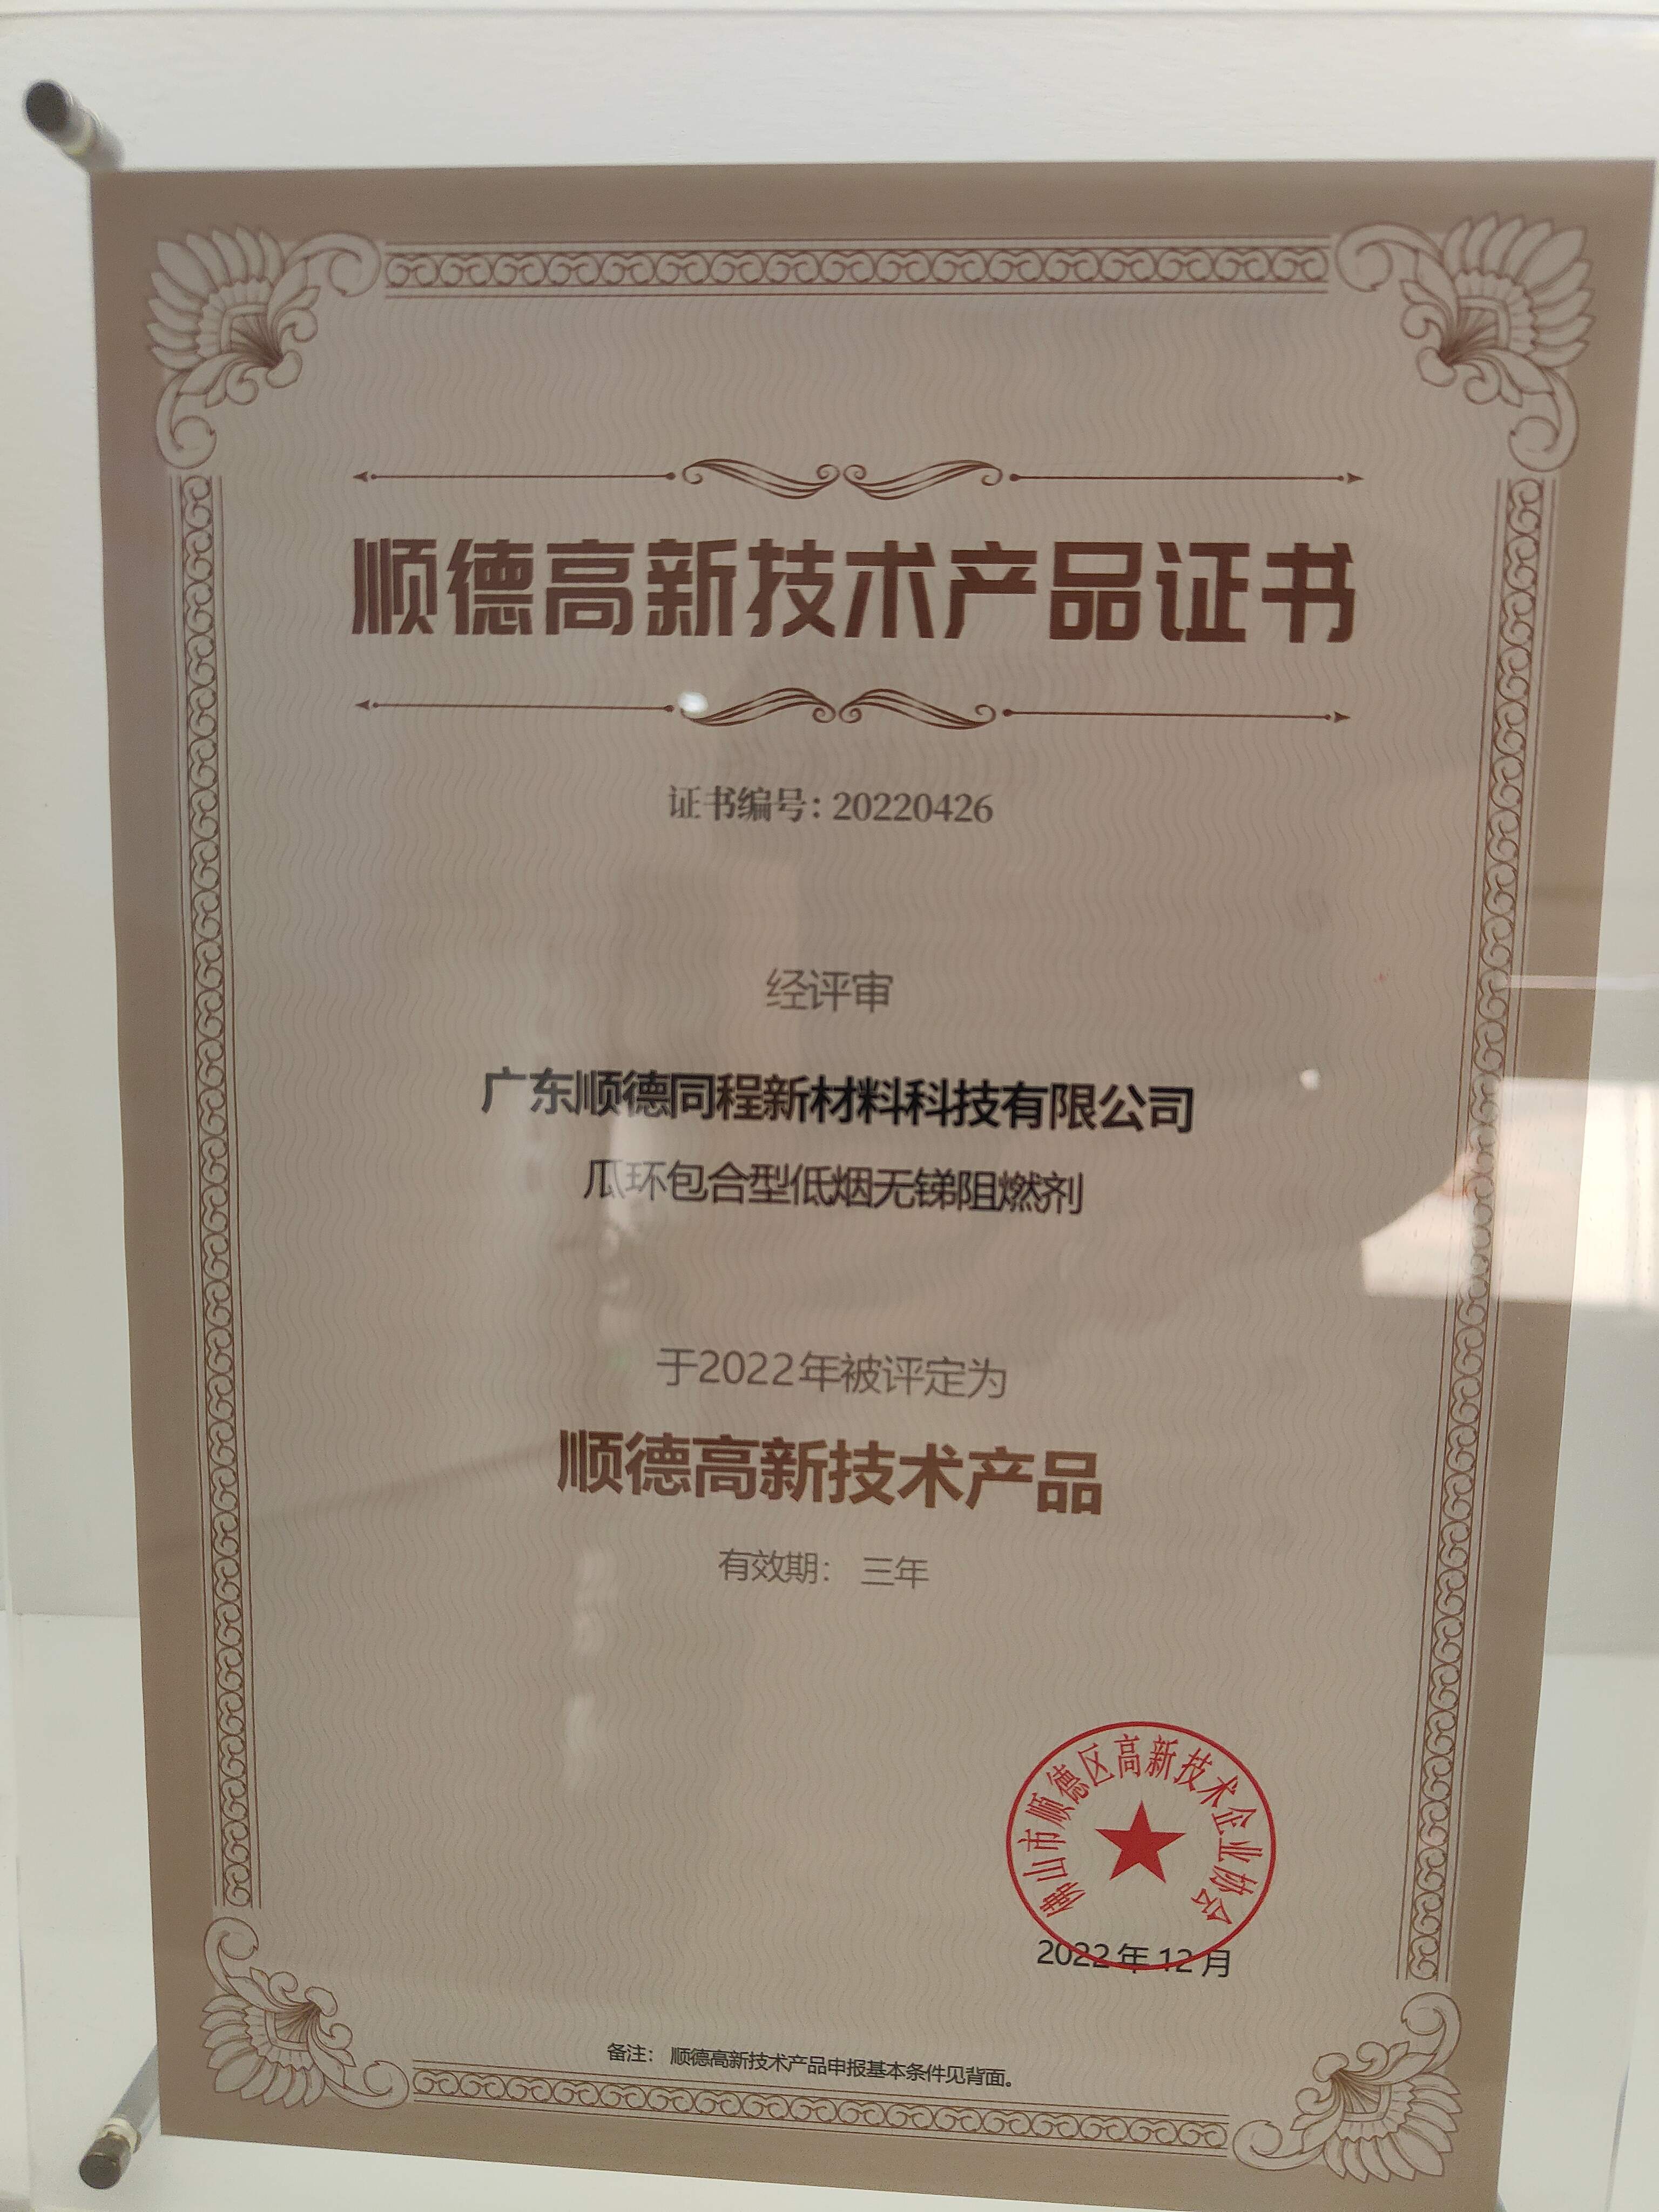 顺德高新技术产品证书
证书编号：20220426
经评审
广东顺德同程新材料科技有限公司
瓜环包合型低烟无锑阻燃剂
于2022年被评定为
顺德高新技术产品
有效期： 三年
佛山市顺德区高新技术企业协会
2022年12月
备注： 顺德高新技术产品申报基本条件见背面。